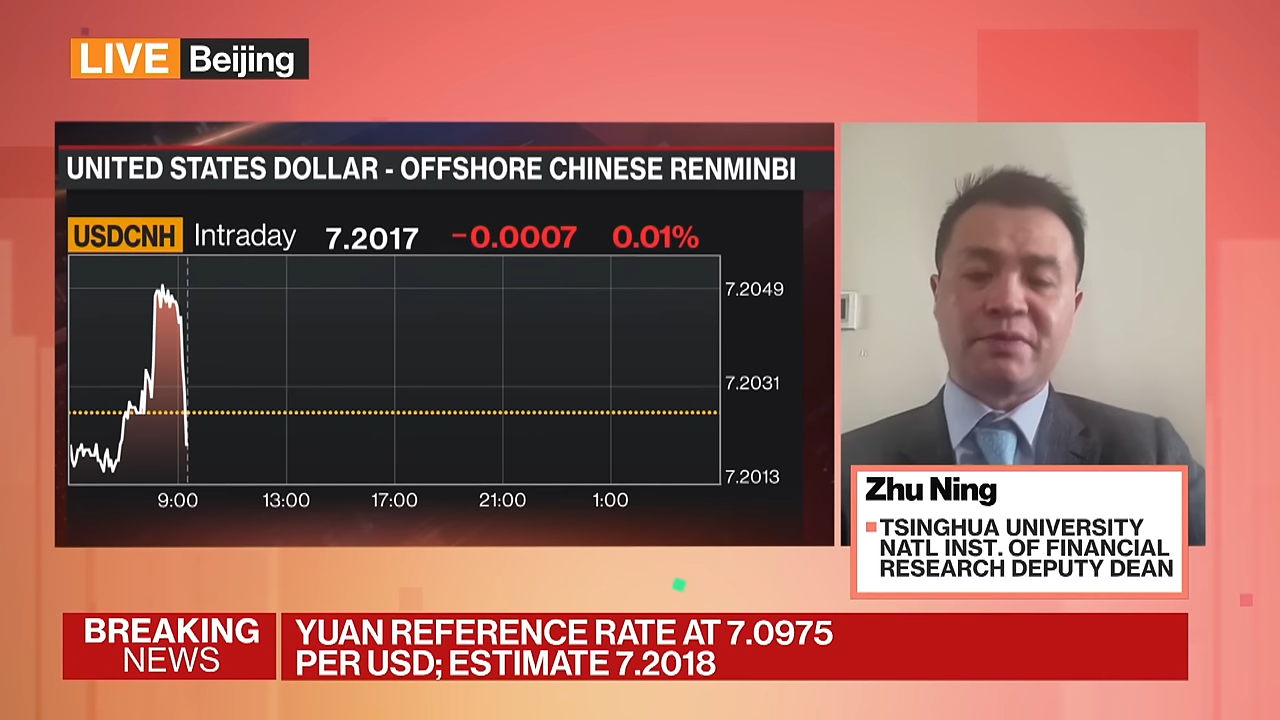 LIVE Beijing
UNITED STATES DOLLAR - OFFSHORE CHINESE RENMINBI
USDCNH Intraday 7.2017 -0.0007 0.01%
7.2049
7.2031
7.2013
9:00 13:00 17:00 21:00 1:00
Zhu Ning
TSINGHUA UNIVERSITY
NATL INST. OF FINANCIAL
RESEARCH DEPUTY DEAN
BREAKING
NEWS
YUAN REFERENCE RATE AT 7.0975
PER USD; ESTIMATE 7.2018